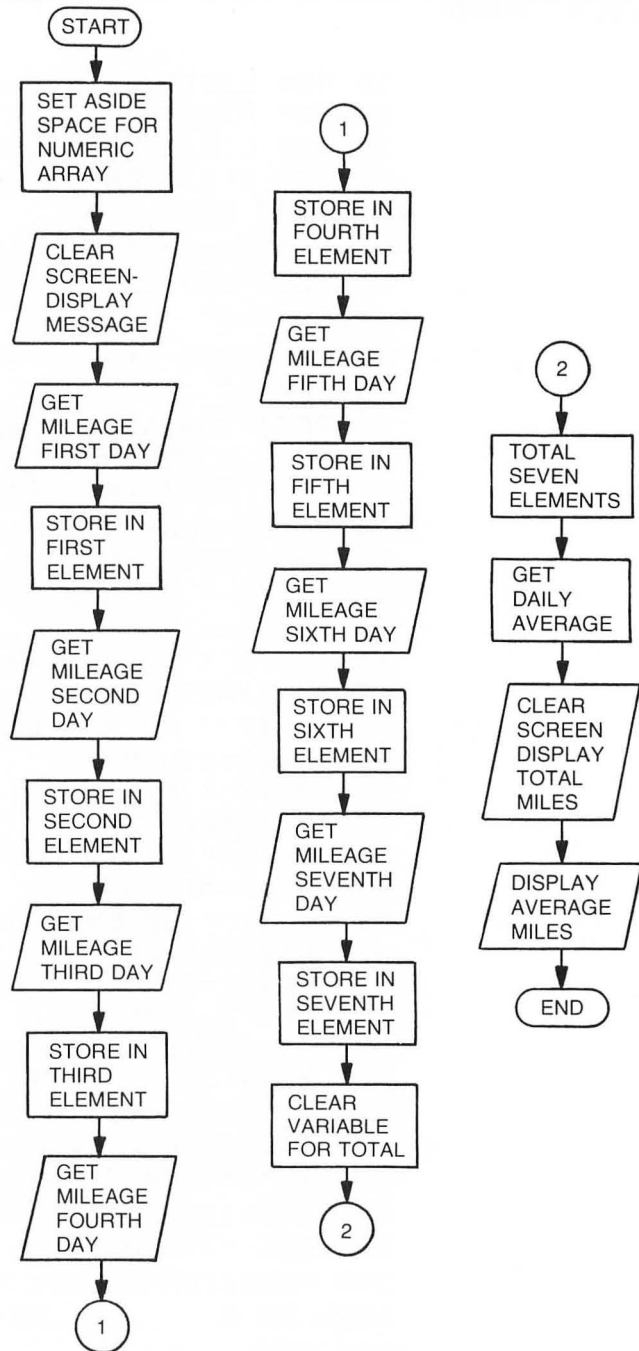 START
SET ASIDE
SPACE FOR
NUMERIC
ARRAY
CLEAR
SCREEN-
DISPLAY
MESSAGE
GET
MILEAGE
FIRST DAY
STORE IN
FIRST
ELEMENT
GET
MILEAGE
SECOND
DAY
STORE IN
SECOND
ELEMENT
GET
MILEAGE
THIRD DAY
STORE IN
THIRD
ELEMENT
GET
MILEAGE
FOURTH
DAY
1
1
STORE IN
FOURTH
ELEMENT
GET
MILEAGE
FIFTH DAY
STORE IN
FIFTH
ELEMENT
GET
MILEAGE
SIXTH DAY
STORE IN
SIXTH
ELEMENT
GET
MILEAGE
SEVENTH
DAY
STORE IN
SEVENTH
ELEMENT
CLEAR
VARIABLE
FOR TOTAL
2
2
TOTAL
SEVEN
ELEMENTS
GET
DAILY
AVERAGE
CLEAR
SCREEN
DISPLAY
TOTAL
MILES
DISPLAY
AVERAGE
MILES
END